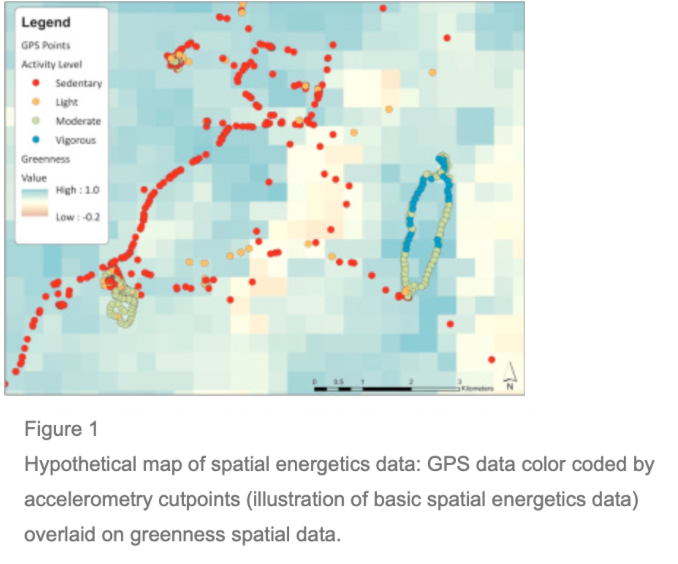 Legend
GPS Points
Activity Level
Sedentary
Light
Moderate
Vigorous
Greenness
Value
High : 1.0
Low : -0.2
0 0.5 1 2 3
Kilometers
N
Figure 1
Hypothetical map of spatial energetics data: GPS data color coded by
accelerometry cutpoints (illustration of basic spatial energetics data)
overlaid on greenness spatial data.